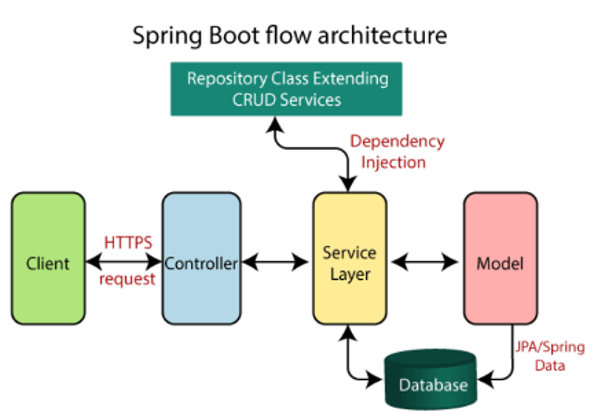 Spring Boot flow architecture
Repository Class Extending
CRUD Services
Dependency
Injection
Client
HTTPS
request
Controller
Service
Layer
Model
JPA/Spring
Data
Database